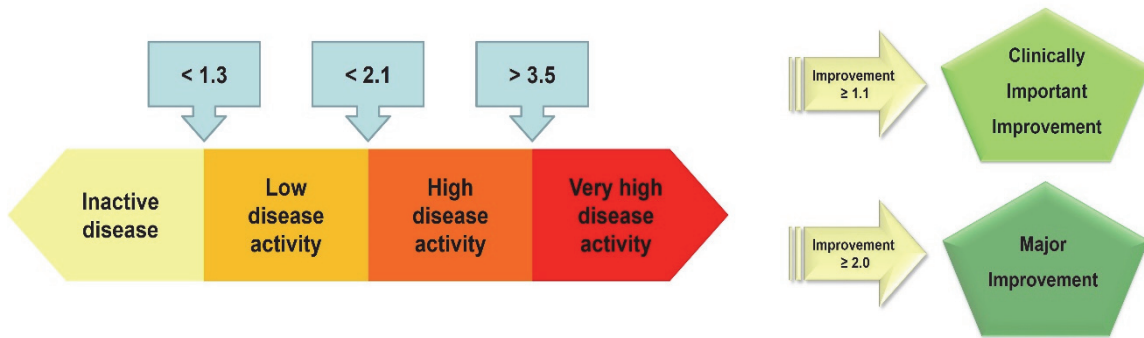 < 1.3
< 2.1
> 3.5
Inactive
disease
Low
disease
activity
High
disease
activity
Very high
disease
activity
Improvement
≥ 1.1
Clinically
Important
Improvement
Improvement
≥ 2.0
Major
Improvement